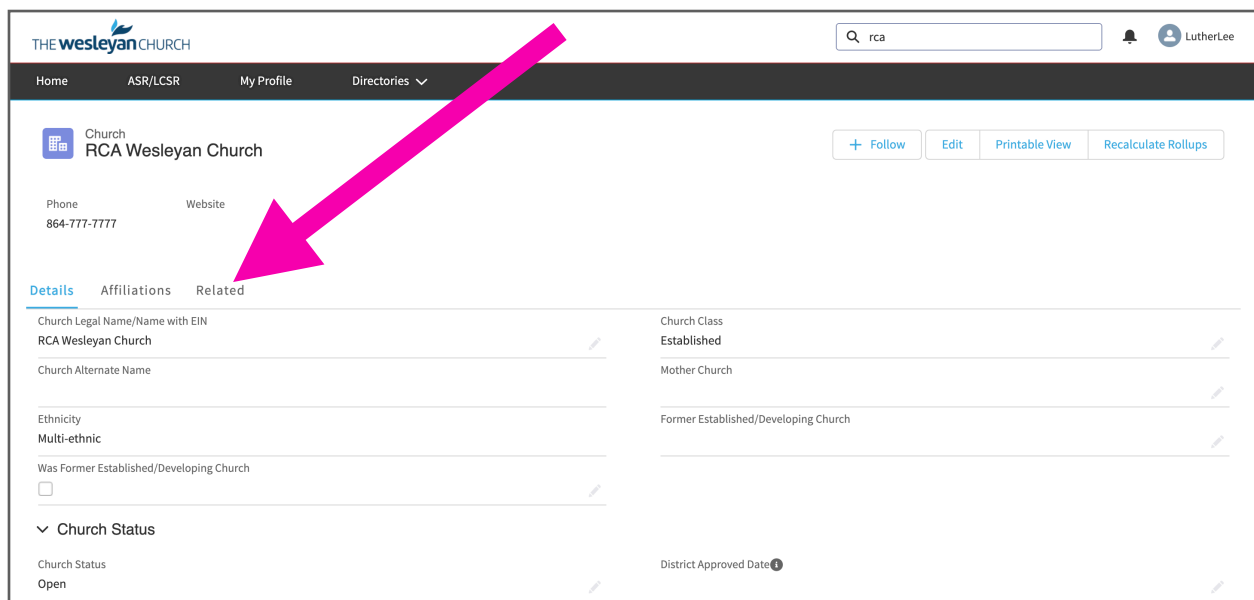 THE wesleyan CHURCH
rca
LutherLee
Home ASR/LCSR My Profile Directories
Church
RCA Wesleyan Church
+ Follow Edit Printable View Recalculate Rollups
Phone Website
864-777-7777
Details Affiliations Related
Church Legal Name/Name with EIN
RCA Wesleyan Church
Church Class
Established
Church Alternate Name
Mother Church
Ethnicity
Multi-ethnic
Former Established/Developing Church
Was Former Established/Developing Church
Church Status
Church Status
Open
District Approved Date